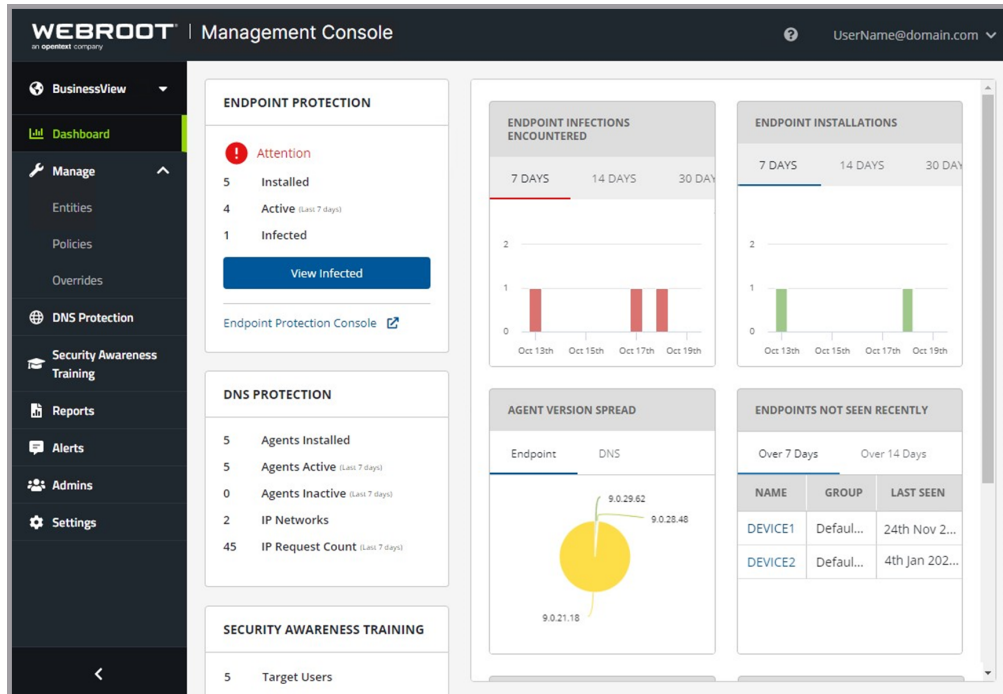 WEBROOT
an opentext company
Management Console
UserName@domain.com
BusinessView
Dashboard
Manage
Entities
Policies
Overrides
DNS Protection
Security Awareness
Training
Reports
Alerts
Admins
Settings
ENDPOINT PROTECTION
Attention
5 Installed
4 Active (Last 7 days)
1 Infected
View Infected
Endpoint Protection Console
DNS PROTECTION
5 Agents Installed
5 Agents Active (Last 7 days)
0 Agents Inactive (Last 7 days)
2 IP Networks
45 IP Request Count (Last 7 days)
SECURITY AWARENESS TRAINING
5 Target Users
ENDPOINT INFECTIONS
ENCOUNTERED
7 DAYS 14 DAYS 30 DAY
2
1
0
Oct 13th Oct 15th Oct 17th Oct 19th
ENDPOINT INSTALLATIONS
7 DAYS 14 DAYS 30 DAY
2
1
0
Oct 13th Oct 15th Oct 17th Oct 19th
AGENT VERSION SPREAD
Endpoint DNS
9.0.29.62
9.0.28.48
9.0.21.18
ENDPOINTS NOT SEEN RECENTLY
Over 7 Days Over 14 Days
NAME GROUP LAST SEEN
DEVICE1 Defaul... 24th Nov 2...
DEVICE2 Defaul... 4th Jan 202...